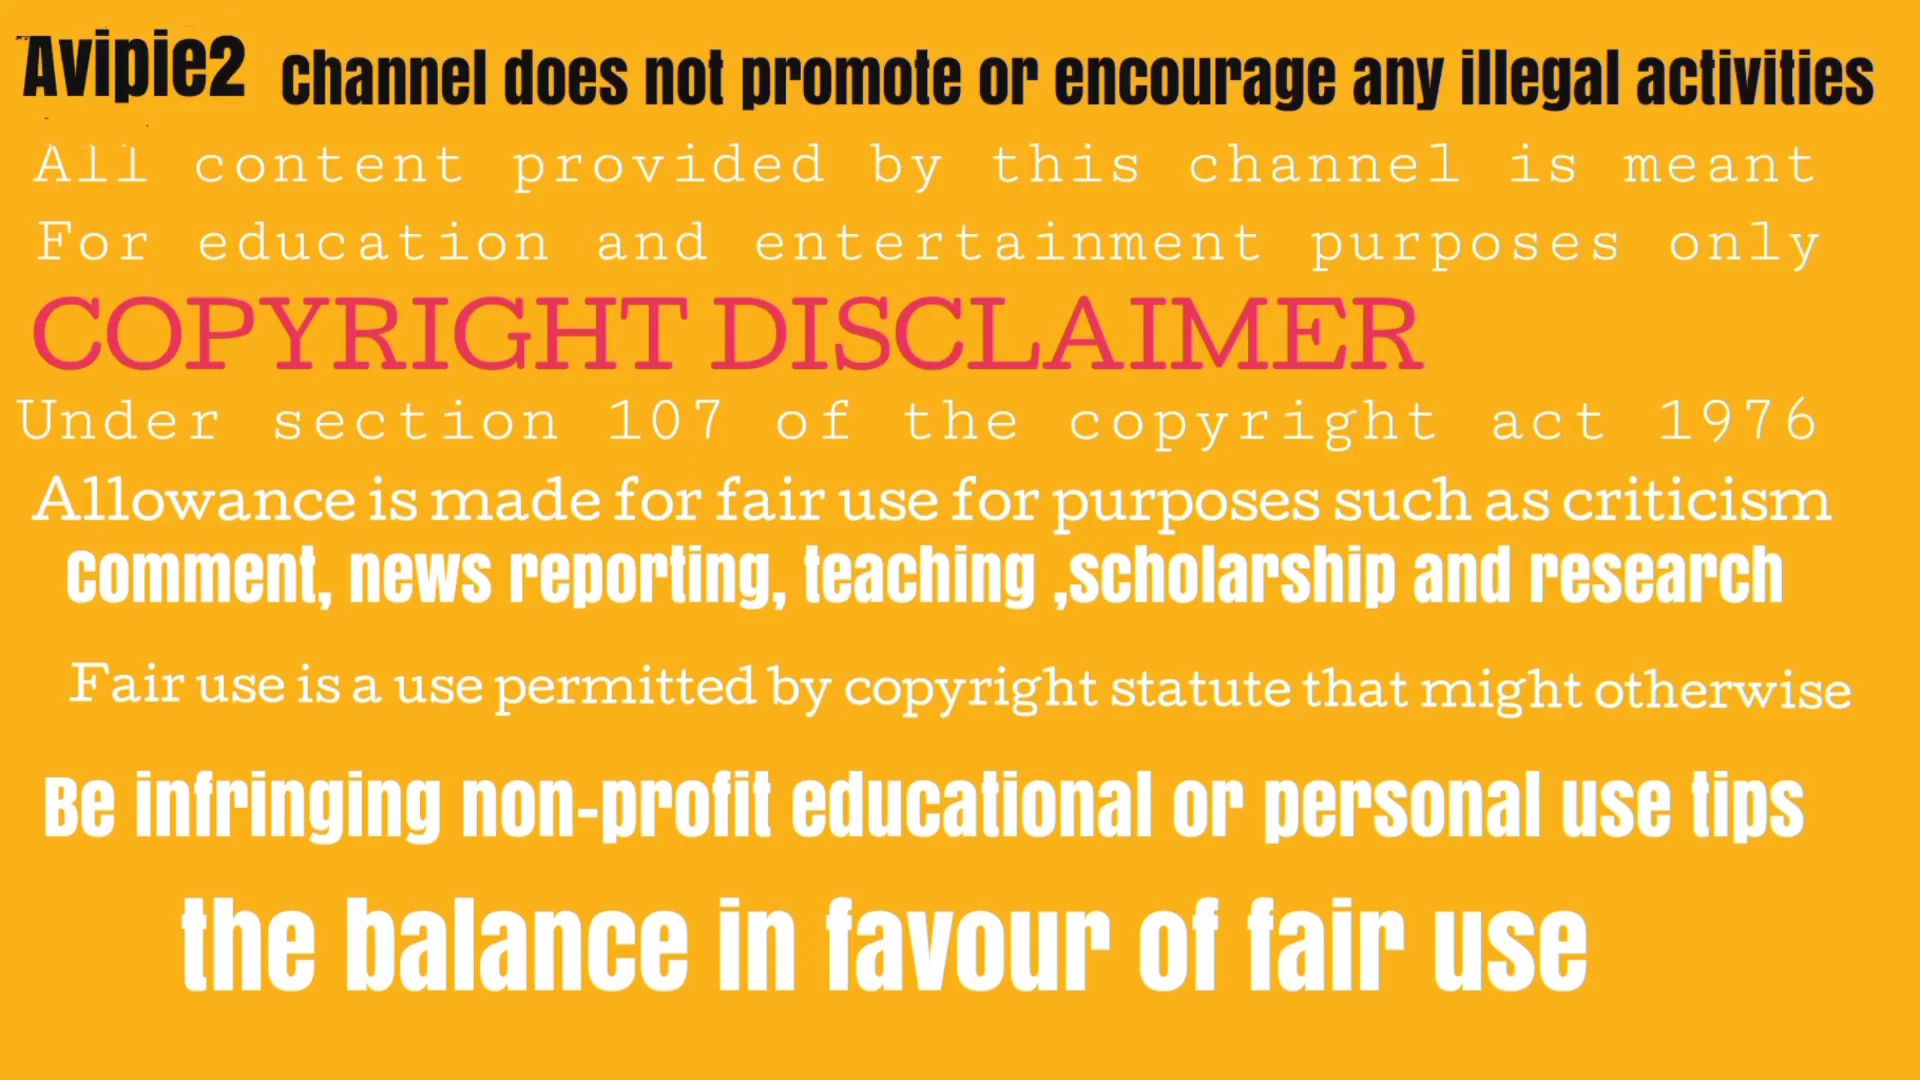 Avipie2 channel does not promote or encourage any illegal activities
All content provided by this channel is meant
For education and entertainment purposes only
COPYRIGHT DISCLAIMER
Under section 107 of the copyright act 1976
Allowance is made for fair use for purposes such as criticism
comment, news reporting, teaching ,scholarship and research
Fair use is a use permitted by copyright statute that might otherwise
Be infringing non-profit educational or personal use tips
the balance in favour of fair use